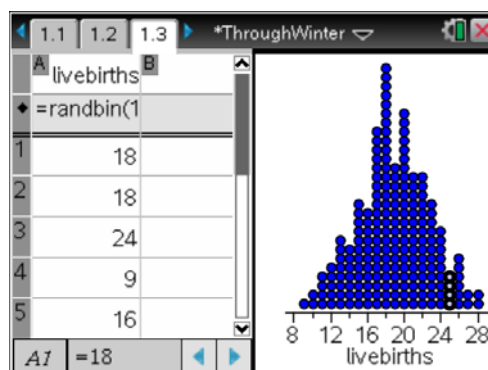 1.1 1.2 1.3 *ThroughWinter
A livebirths B
=randbin(1
1 18
2 18
3 24
4 9
5 16
A1 =18
8 12 16 20 24 28
livebirths